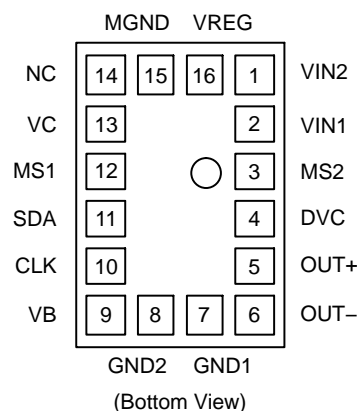 MGND VREG
NC 14 15 16 1 VIN2
VC 13 2 VIN1
MS1 12 3 MS2
SDA 11 4 DVC
CLK 10 5 OUT+
VB 9 8 7 6 OUT−
GND2 GND1
(Bottom View)